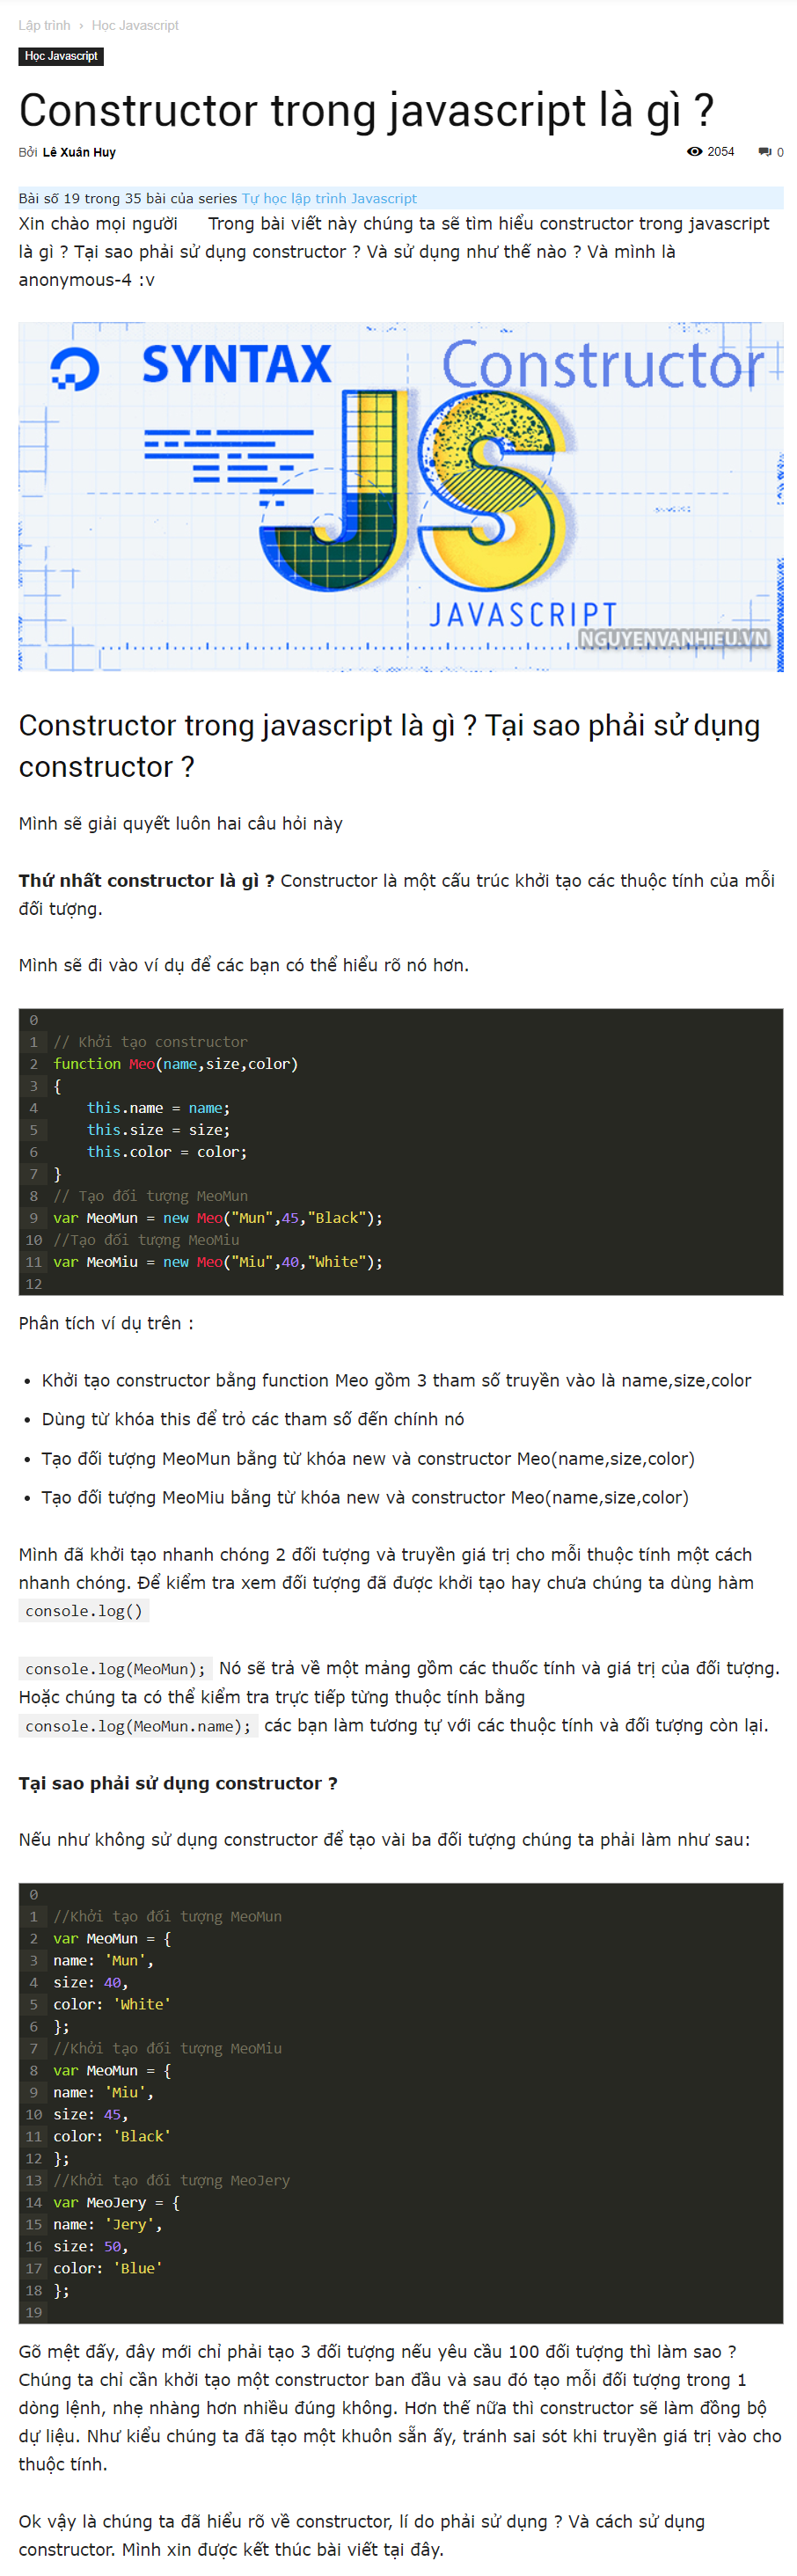 Lập trình › Học Javascript
Học Javascript
Constructor trong javascript là gì ?
Bởi Lê Xuân Huy 2054 0
Bài số 19 trong 35 bài của series Tự học lập trình Javascript
Xin chào mọi người Trong bài viết này chúng ta sẽ tìm hiểu constructor trong javascript
là gì ? Tại sao phải sử dụng constructor ? Và sử dụng như thế nào ? Và mình là
anonymous-4 :v
SYNTAX Constructor
JS
JAVASCRIPT
NGUYENVANHIEU.VN
Constructor trong javascript là gì ? Tại sao phải sử dụng
constructor ?
Mình sẽ giải quyết luôn hai câu hỏi này
Thứ nhất constructor là gì ? Constructor là một cấu trúc khởi tạo các thuộc tính của mỗi
đối tượng.
Mình sẽ đi vào ví dụ để các bạn có thể hiểu rõ nó hơn.
0
1 // Khởi tạo constructor
2 function Meo(name,size,color)
3 {
4 this.name = name;
5 this.size = size;
6 this.color = color;
7 }
8 // Tạo đối tượng MeoMun
9 var MeoMun = new Meo("Mun",45,"Black");
10 //Tạo đối tượng MeoMiu
11 var MeoMiu = new Meo("Miu",40,"White");
12
Phân tích ví dụ trên :
• Khởi tạo constructor bằng function Meo gồm 3 tham số truyền vào là name,size,color
• Dùng từ khóa this để trỏ các tham số đến chính nó
• Tạo đối tượng MeoMun bằng từ khóa new và constructor Meo(name,size,color)
• Tạo đối tượng MeoMiu bằng từ khóa new và constructor Meo(name,size,color)
Mình đã khởi tạo nhanh chóng 2 đối tượng và truyền giá trị cho mỗi thuộc tính một cách
nhanh chóng. Để kiểm tra xem đối tượng đã được khởi tạo hay chưa chúng ta dùng hàm
console.log()
console.log(MeoMun); Nó sẽ trả về một mảng gồm các thuốc tính và giá trị của đối tượng.
Hoặc chúng ta có thể kiểm tra trực tiếp từng thuộc tính bằng
console.log(MeoMun.name); các bạn làm tương tự với các thuộc tính và đối tượng còn lại.
Tại sao phải sử dụng constructor ?
Nếu như không sử dụng constructor để tạo vài ba đối tượng chúng ta phải làm như sau:
0
1 //Khởi tạo đối tượng MeoMun
2 var MeoMun = {
3 name: 'Mun',
4 size: 40,
5 color: 'White'
6 };
7 //Khởi tạo đối tượng MeoMiu
8 var MeoMun = {
9 name: 'Miu',
10 size: 45,
11 color: 'Black'
12 };
13 //Khởi tạo đối tượng MeoJery
14 var MeoJery = {
15 name: 'Jery',
16 size: 50,
17 color: 'Blue'
18 };
19
Gõ mệt đấy, đây mới chỉ phải tạo 3 đối tượng nếu yêu cầu 100 đối tượng thì làm sao ?
Chúng ta chỉ cần khởi tạo một constructor ban đầu và sau đó tạo mỗi đối tượng trong 1
dòng lệnh, nhẹ nhàng hơn nhiều đúng không. Hơn thế nữa thì constructor sẽ làm đồng bộ
dự liệu. Như kiểu chúng ta đã tạo một khuôn sẵn ấy, tránh sai sót khi truyền giá trị vào cho
thuộc tính.
Ok vậy là chúng ta đã hiểu rõ về constructor, lí do phải sử dụng ? Và cách sử dụng
constructor. Mình xin được kết thúc bài viết tại đây.